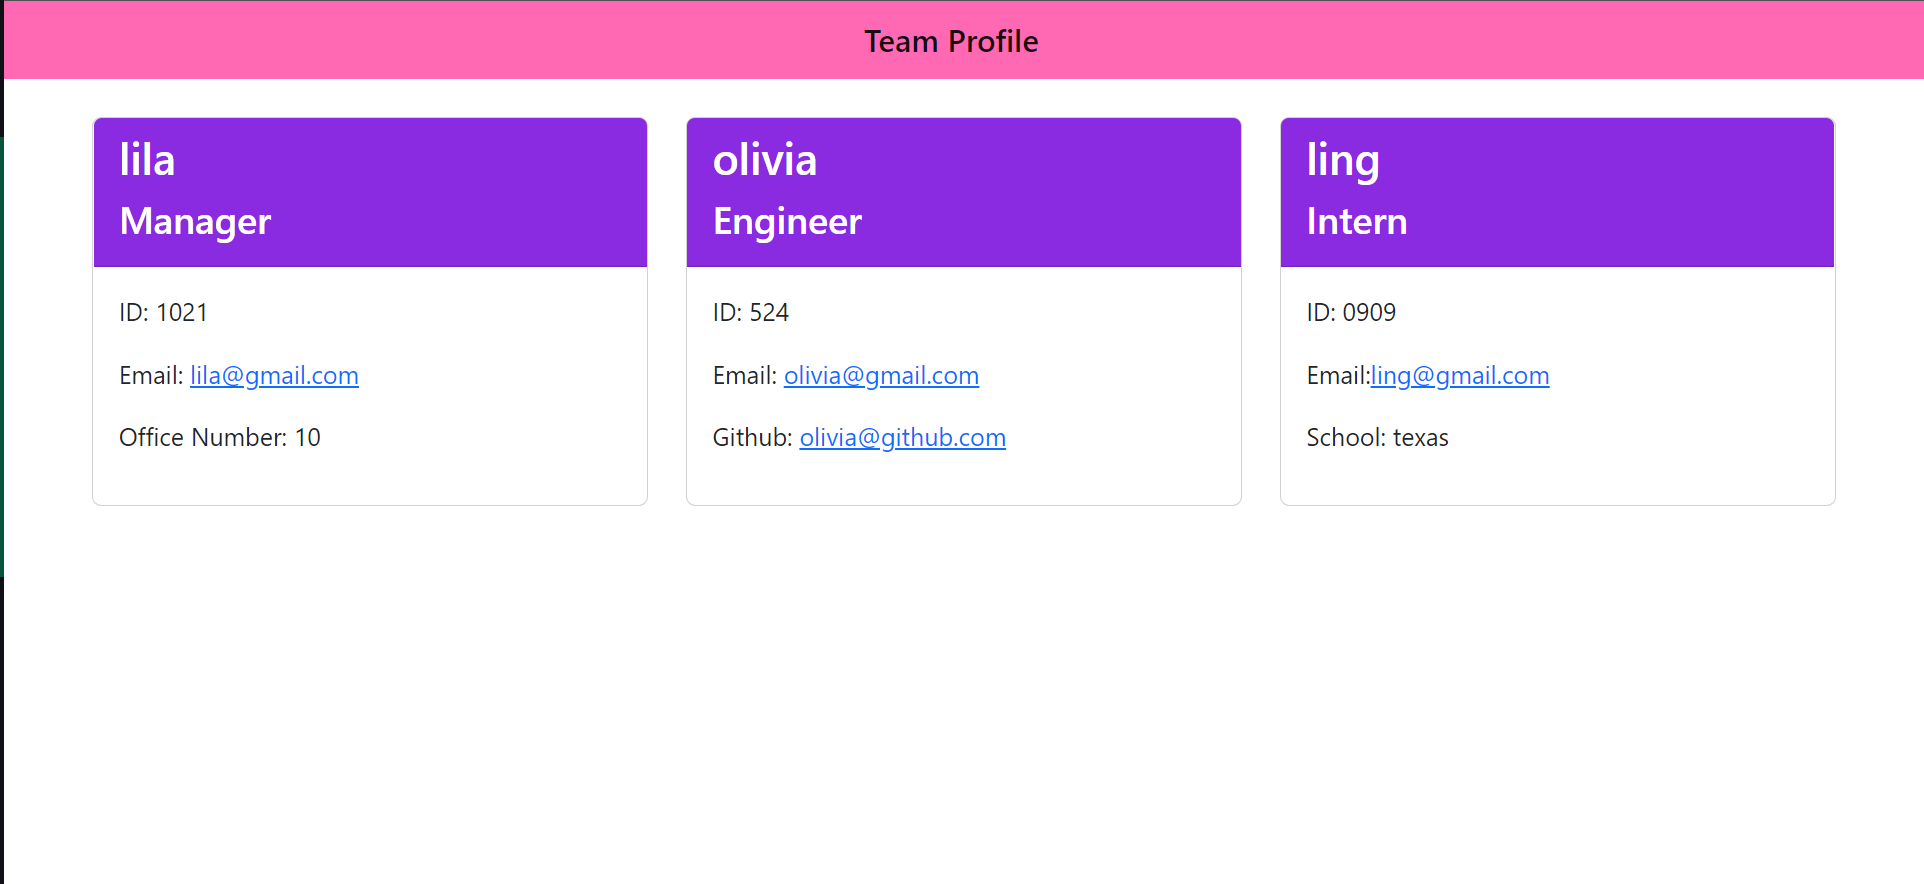 Team Profile
lila
Manager
ID: 1021
Email: lila@gmail.com
Office Number: 10
olivia
Engineer
ID: 524
Email: olivia@gmail.com
Github: olivia@github.com
ling
Intern
ID: 0909
Email:ling@gmail.com
School: texas